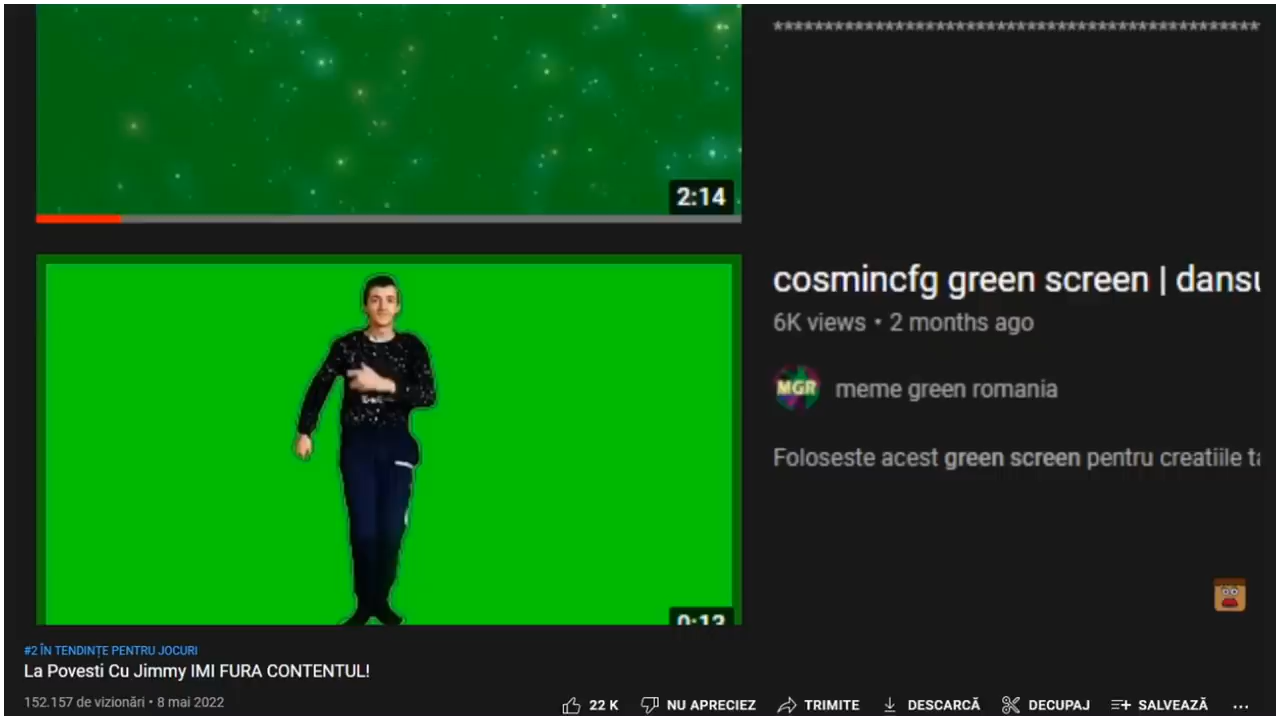 ************************************************
2:14
cosmincfg green screen | dansu
6K views • 2 months ago
MGR
meme green romania
Foloseste acest green screen pentru creatiile ta
0:13
#2 ÎN TENDINȚE PENTRU JOCURI
La Povesti Cu Jimmy IMI FURA CONTENTUL!
152.157 de vizionări • 8 mai 2022
22 K
NU APRECIEZ
TRIMITE
DESCARCĂ
DECUPAJ
SALVEAZĂ
...